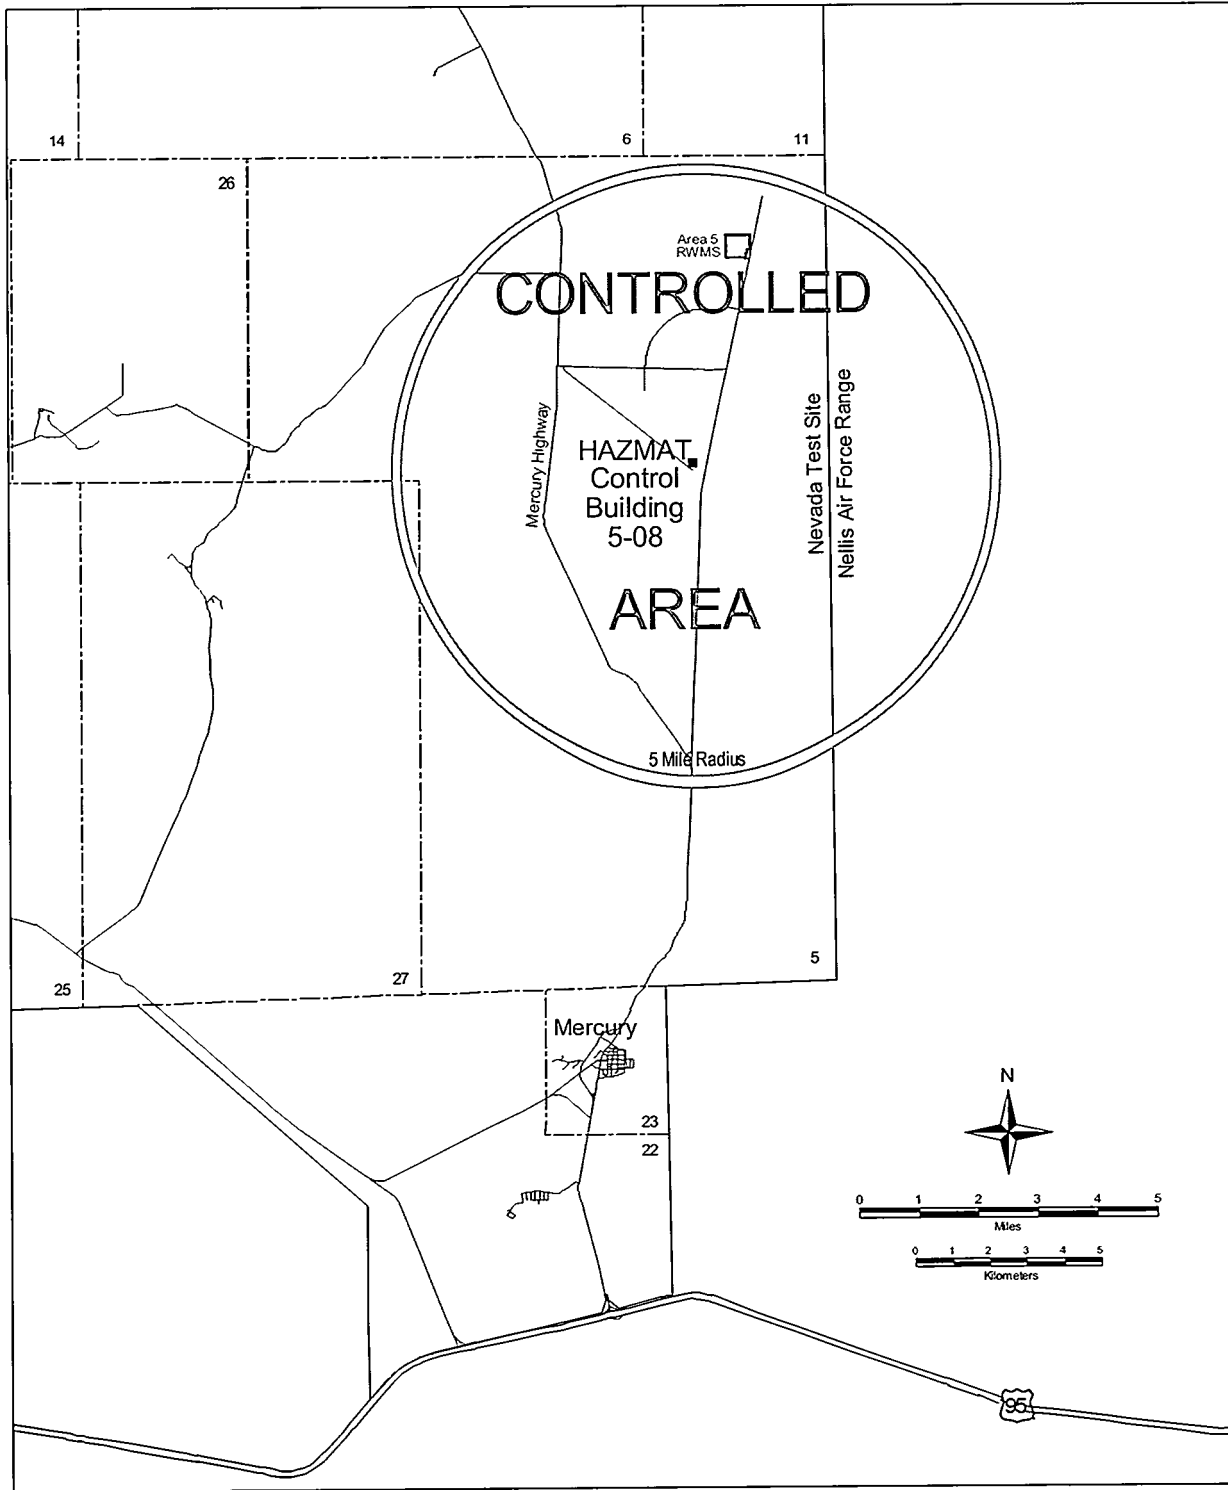 14
6
11
26
Area 5
RWMS
CONTROLLED
Mercury Highway
HAZMAT
Control
Building
5-08
Nevada Test Site
Nellis Air Force Range
AREA
5 Mile Radius
5
25
27
Mercury
23
22
N
0 1 2 3 4 5
Miles
0 1 2 3 4 5
Kilometers
95